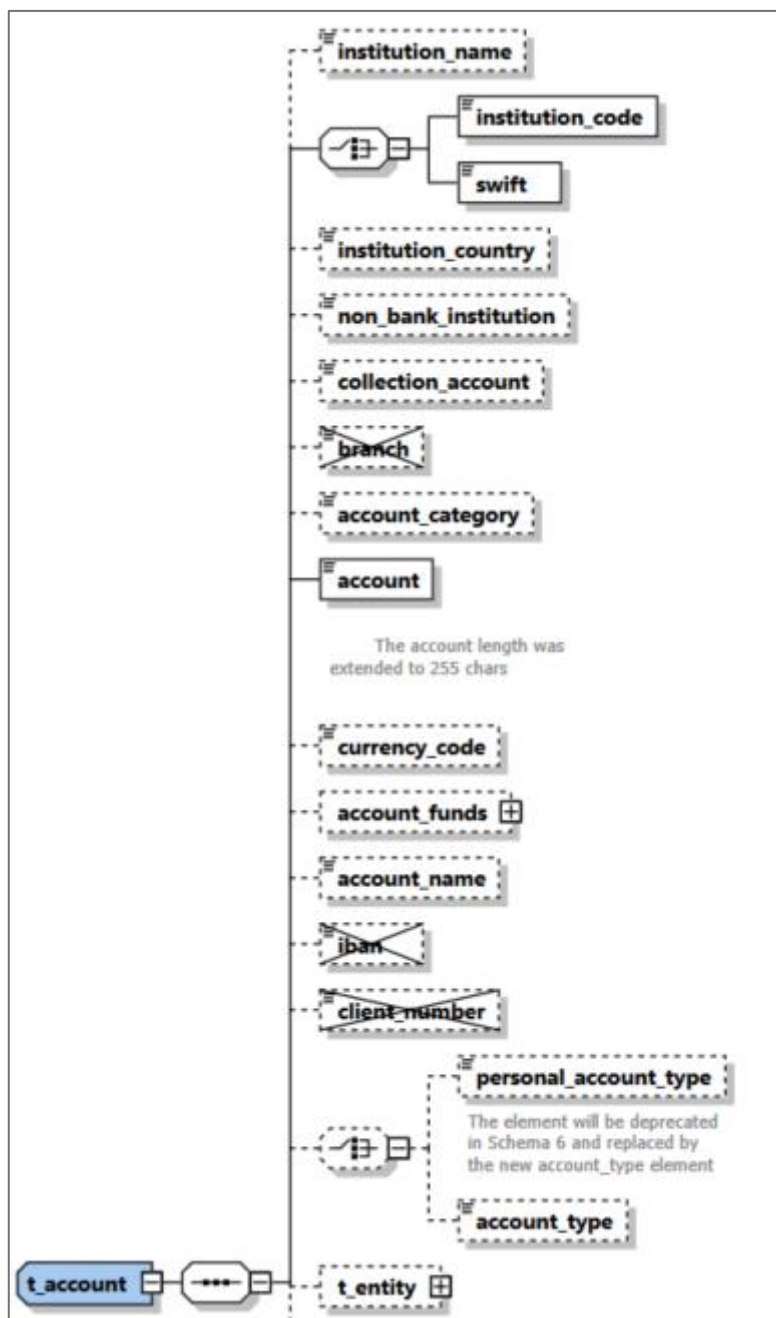 institution_name
institution_code
swift
institution_country
non_bank_institution
collection_account
branch
account_category
account
The account length was
extended to 255 chars
currency_code
account_funds
account_name
iban
client_number
personal_account_type
The element will be deprecated
in Schema 6 and replaced by
the new account_type element
account_type
t_account
t_entity